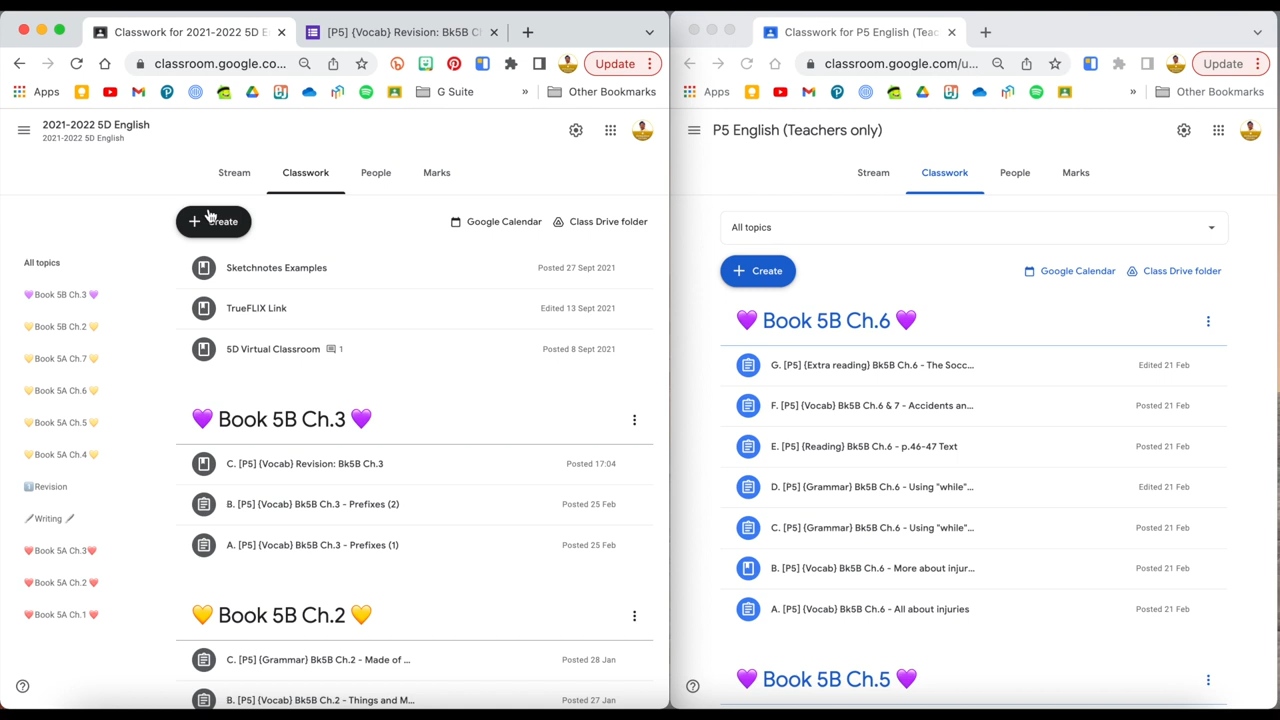 Classwork for 2021-2022 5D E
[P5] {Vocab} Revision: Bk5B C
classroom.google.co...
Update
Apps
G Suite
»
Other Bookmarks
2021-2022 5D English
2021-2022 5D English
Stream
Classwork
People
Marks
+ Create
Google Calendar
Class Drive folder
All topics
💜Book 5B Ch.3 💜
💛Book 5B Ch.2 💛
💛Book 5A Ch.7 💛
💛Book 5A Ch.6 💛
💛Book 5A Ch.5 💛
💛Book 5A Ch.4 💛
1️⃣Revision
🖋Writing 🖋
❤️Book 5A Ch.3❤️
❤️Book 5A Ch.2 ❤️
❤️Book 5A Ch.1 ❤️
Sketchnotes Examples
Posted 27 Sept 2021
TrueFLIX Link
Edited 13 Sept 2021
5D Virtual Classroom 1
Posted 8 Sept 2021
💜 Book 5B Ch.3 💜
C. [P5] {Vocab} Revision: Bk5B Ch.3
Posted 17:04
B. [P5] {Vocab} Bk5B Ch.3 - Prefixes (2)
Posted 25 Feb
A. [P5] {Vocab} Bk5B Ch.3 - Prefixes (1)
Posted 25 Feb
💛 Book 5B Ch.2 💛
C. [P5] {Grammar} Bk5B Ch.2 - Made of ...
Posted 28 Jan
B. [P5] {Vocab} Bk5B Ch.2 - Things and M...
Posted 27 Jan
Classwork for P5 English (Teac
classroom.google.com/u...
Update
Apps
»
Other Bookmarks
P5 English (Teachers only)
Stream
Classwork
People
Marks
All topics
+ Create
Google Calendar
Class Drive folder
💜 Book 5B Ch.6 💜
G. [P5] {Extra reading} Bk5B Ch.6 - The Socc...
Edited 21 Feb
F. [P5] {Vocab} Bk5B Ch.6 & 7 - Accidents an...
Posted 21 Feb
E. [P5] {Reading} Bk5B Ch.6 - p.46-47 Text
Posted 21 Feb
D. [P5] {Grammar} Bk5B Ch.6 - Using "while"...
Edited 21 Feb
C. [P5] {Grammar} Bk5B Ch.6 - Using "while"...
Posted 21 Feb
B. [P5] {Vocab} Bk5B Ch.6 - More about injur...
Posted 21 Feb
A. [P5] {Vocab} Bk5B Ch.6 - All about injuries
Posted 21 Feb
💜 Book 5B Ch.5 💜